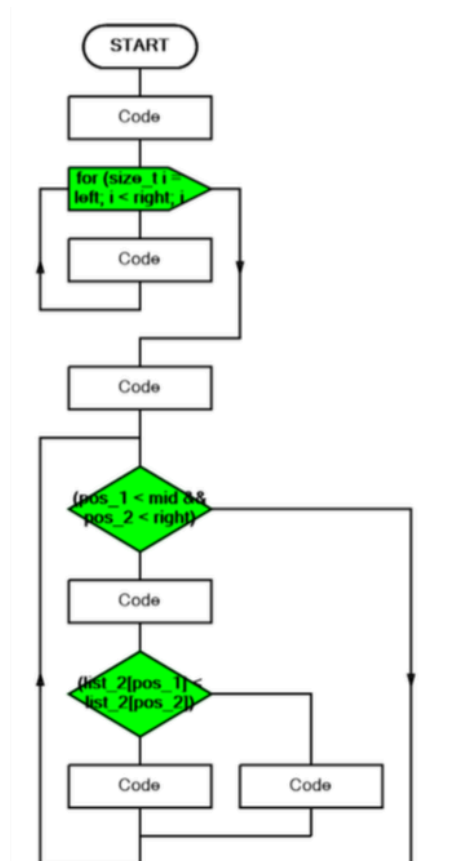 START
Code
for (size_t i =
left; i < right; i
Code
Code
(pos_1 < mid &&
pos_2 < right)
Code
(list_2[pos_1] <
list_2[pos_2])
Code
Code